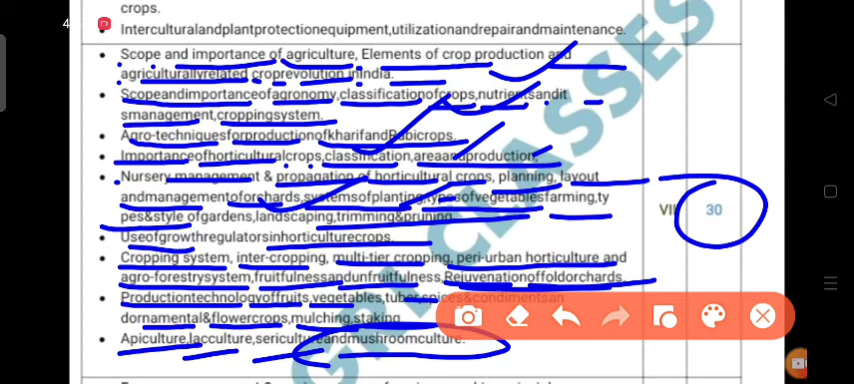 crops.
Interculturalandplantprotectionequipment,utilizationandrepairandmaintenance.
Scope and importance of agriculture, Elements of crop production and
agriculturallyrelated croprevolution inIndia.
Scopeandimportanceofagronomy,classificationofcrops,nutrientsandit
smanagement,croppingsystem.
Agro-techniquesforproductionofkharifandRabicrops.
Importanceofhorticulturalcrops,classification,areaandproduction,
Nursery management & propagation of horticultural crops, planning, layout
andmanagementoforchards,systemsofplanting,typesofvegetablesfarming,ty
pes&style ofgardens,landscaping,trimming&pruning.
VII 30
Useofgrowthregulatorsinhorticulturecrops.
Cropping system, inter-cropping, multi-tier cropping, peri-urban horticulture and
agro-forestrysystem,fruitfulnessandunfruitfulness,Rejuvenationoffoldorchards.
Productiontechnologyoffruits,vegetables,tuber,spices&condimentsan
dornamental&flowercrops,mulching,staking.
Apiculture,lacculture,sericultureandmushroomculture.
CLASSES